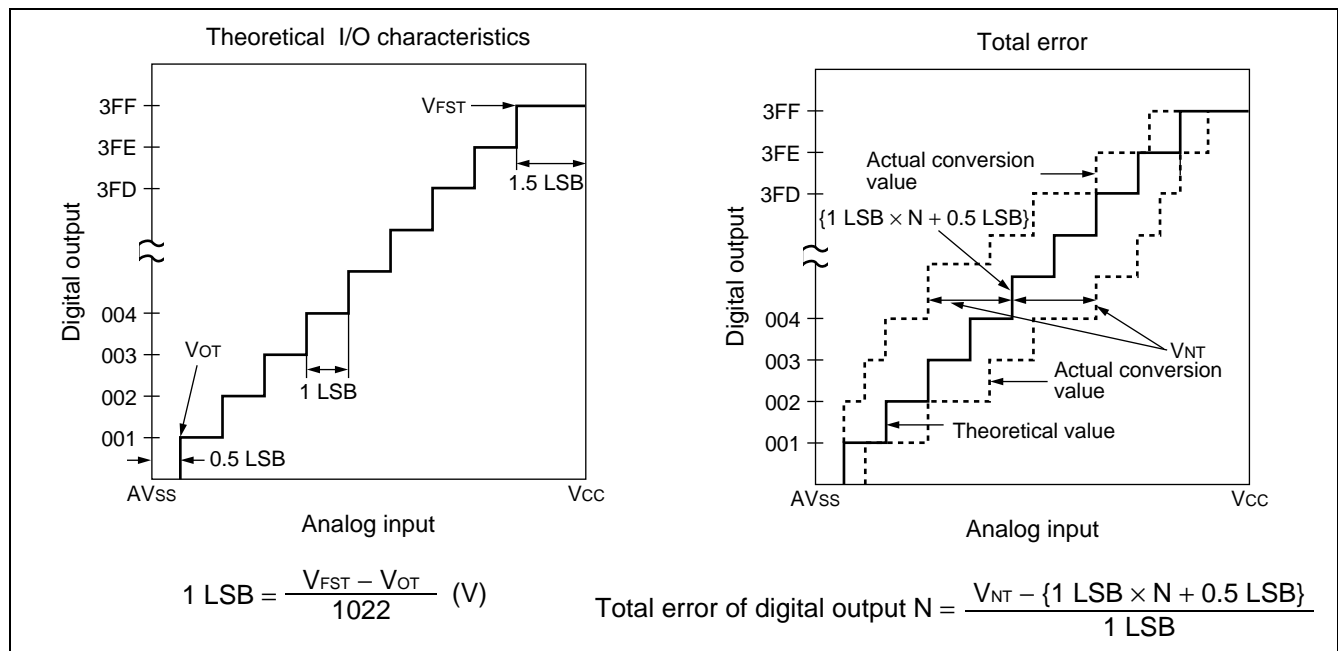 Theoretical I/O characteristics
3FF
3FE
3FD
004
003
002
001
Digital output
VFST
1.5 LSB
VOT
1 LSB
0.5 LSB
AVSS
VCC
Analog input
1 LSB = VFST − VOT / 1022 (V)
Total error
3FF
3FE
3FD
004
003
002
001
Digital output
Actual conversion
value
{1 LSB × N + 0.5 LSB}
VNT
Actual conversion
value
Theoretical value
AVSS
VCC
Analog input
Total error of digital output N = VNT − {1 LSB × N + 0.5 LSB} / 1 LSB